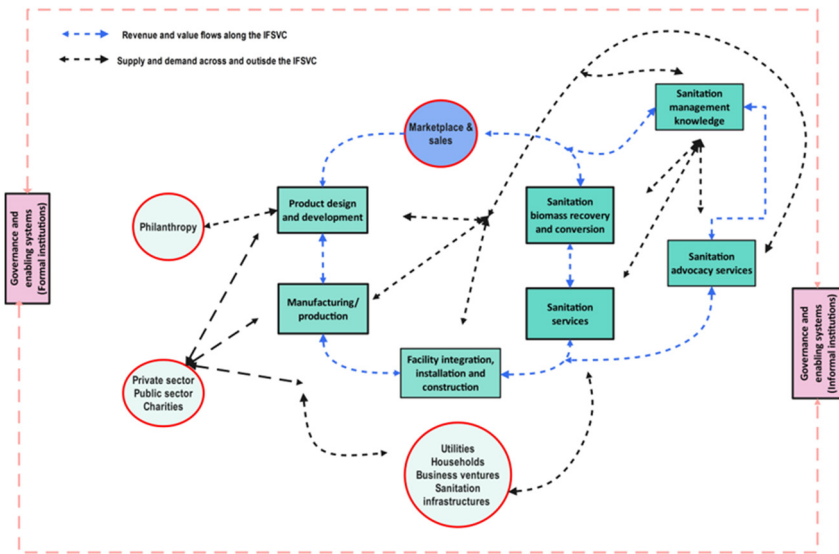 Revenue and value flows along the IFSVC
Supply and demand across and outisde the IFSVC
Marketplace &
sales
Sanitation
management
knowledge
Philanthropy
Product design
and development
Sanitation
biomass recovery
and conversion
Governance and
enabling systems
(Formal institutions)
Sanitation
advocacy services
Manufacturing/
production
Sanitation
services
Governance and
enabling systems
(Informal institutions)
Facility integration,
installation and
construction
Private sector
Public sector
Charities
Utilities
Households
Business ventures
Sanitation
infrastructures